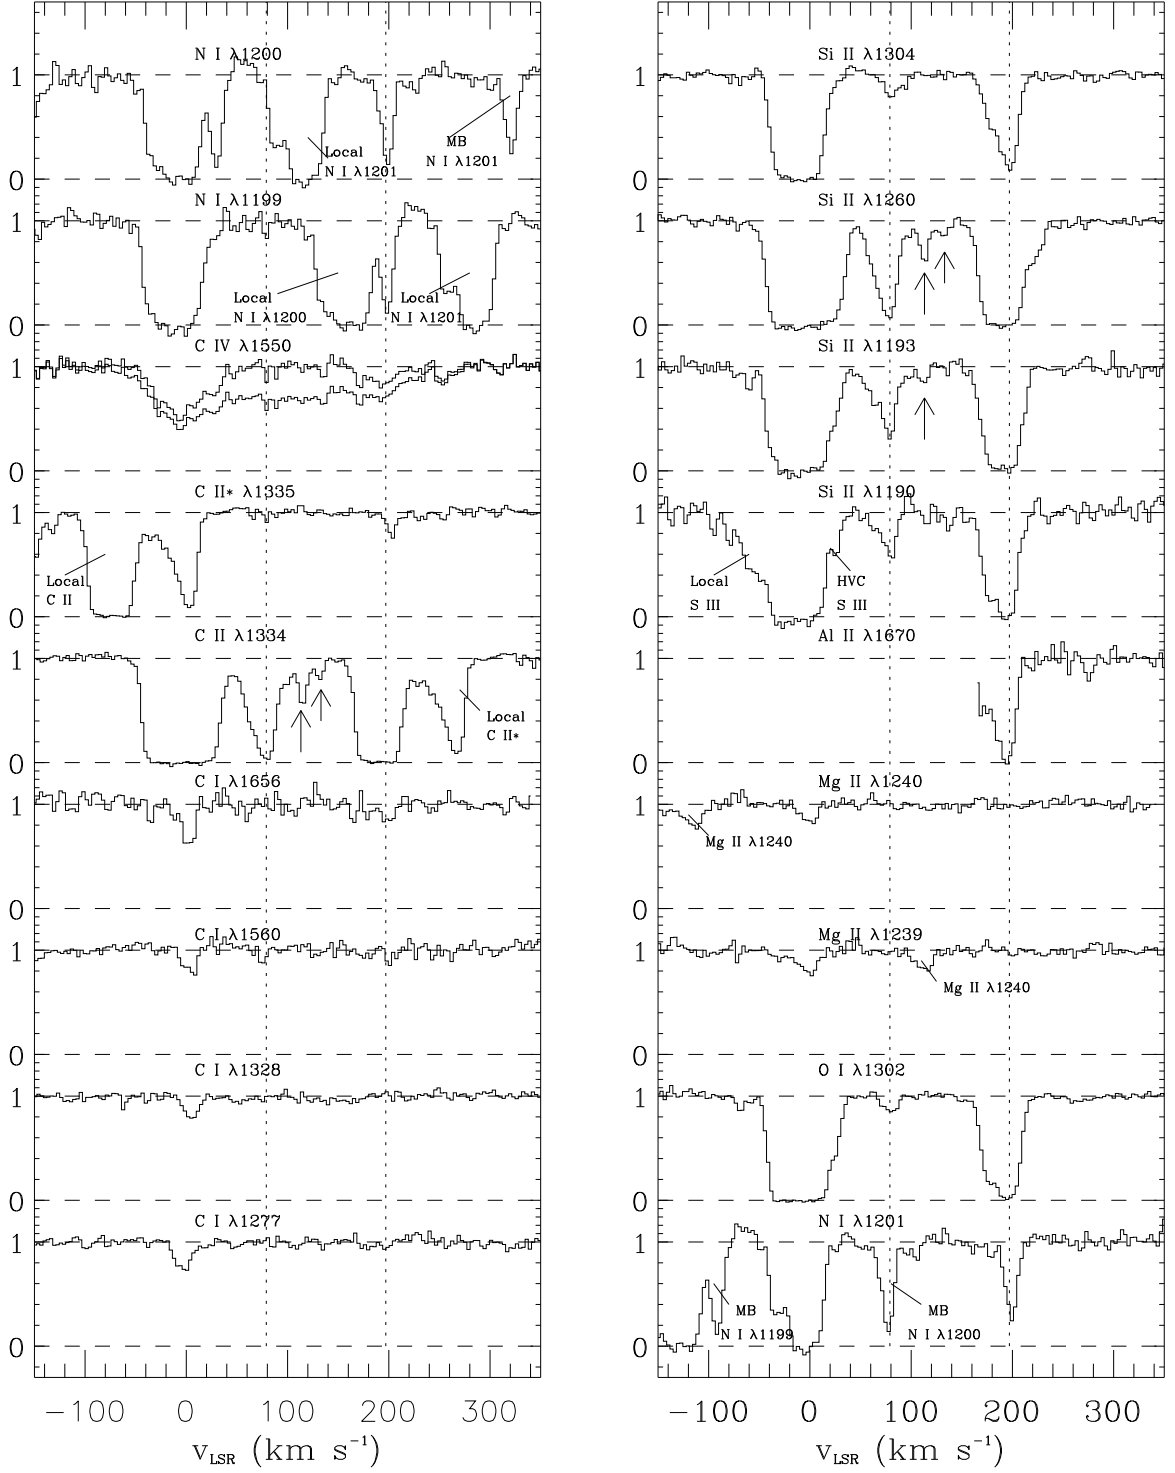 N I λ1200
1
Local
N I λ1201
MB
N I λ1201
0
N I λ1199
1
Local
N I λ1200
Local
N I λ1201
0
C IV λ1550
1
0
C II* λ1335
1
Local
C II
0
C II λ1334
1
Local
C II*
0
C I λ1656
1
0
C I λ1560
1
0
C I λ1328
1
0
C I λ1277
1
0
−100 0 100 200 300
vLSR (km s−1)
Si II λ1304
1
0
Si II λ1260
1
0
Si II λ1193
1
0
Si II λ1190
1
Local
S III
HVC
S III
0
Al II λ1670
1
0
Mg II λ1240
1
Mg II λ1240
0
Mg II λ1239
1
Mg II λ1240
0
O I λ1302
1
0
N I λ1201
1
MB
N I λ1199
MB
N I λ1200
0
−100 0 100 200 300
vLSR (km s−1)